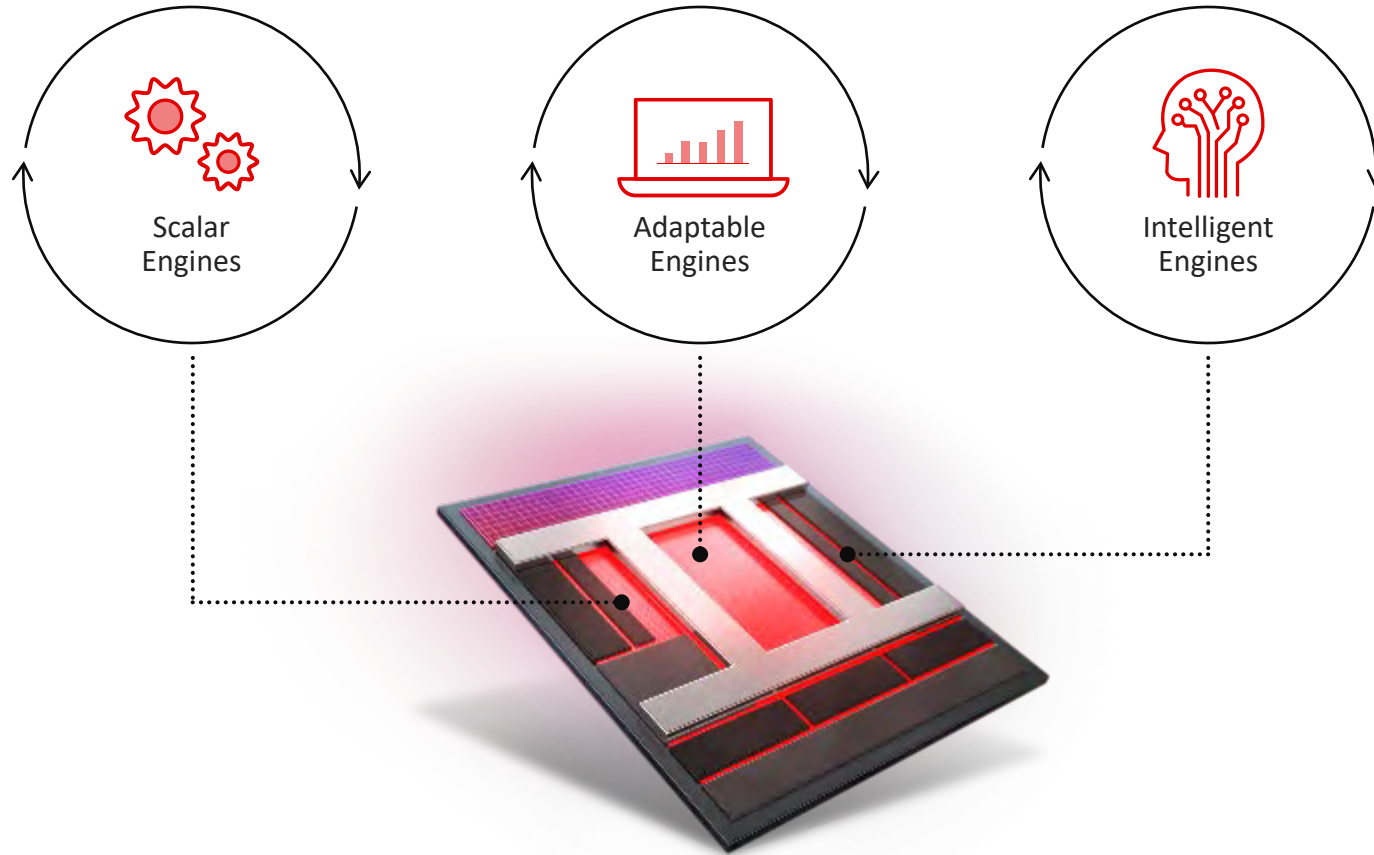 Scalar
Engines
Adaptable
Engines
Intelligent
Engines